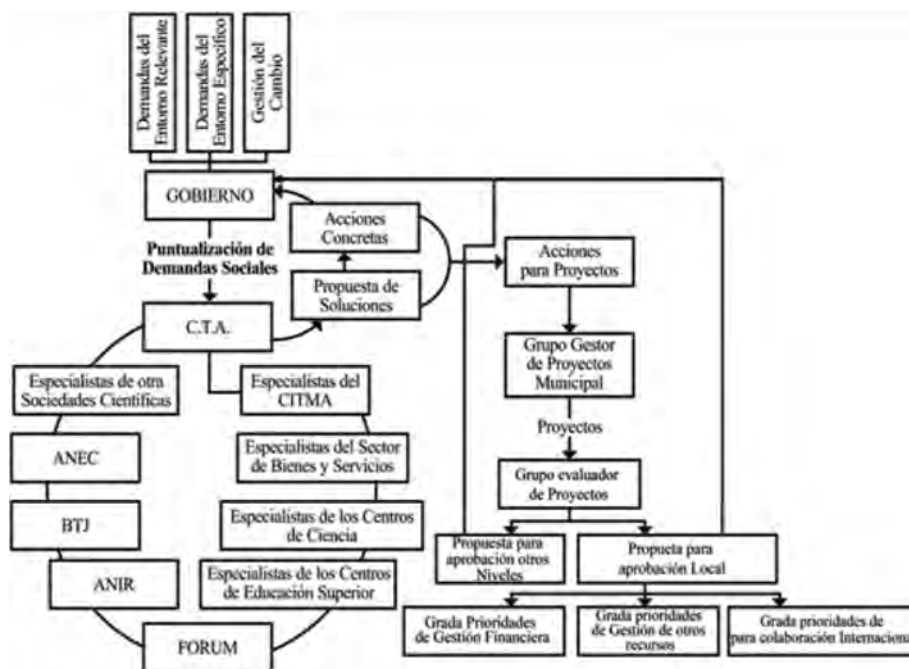 Demandas del
Entorno Relevante
Demandas del
Entorno Específico
Gestión del
Cambio
GOBIERNO
Puntualización de
Demandas Sociales
Acciones
Concretas
Propuesta de
Soluciones
C.T.A.
Acciones
para Proyectos
Grupo Gestor
de Proyectos
Municipal
Proyectos
Grupo evaluador
de Proyectos
Especialistas de otra
Sociedades Científicas
Especialistas del
CITMA
ANEC
Especialistas del Sector
de Bienes y Servicios
BTJ
Especialistas de los Centros
de Ciencia
ANIR
Especialistas de los Centros
de Educación Superior
FORUM
Propuesta para
aprobación otros
Niveles
Propueta para
aprobación Local
Grada Prioridades
de Gestión Financiera
Grada prioridades
de Gestión de otros
recursos
Grada prioridades de
para colaboración Internaciona